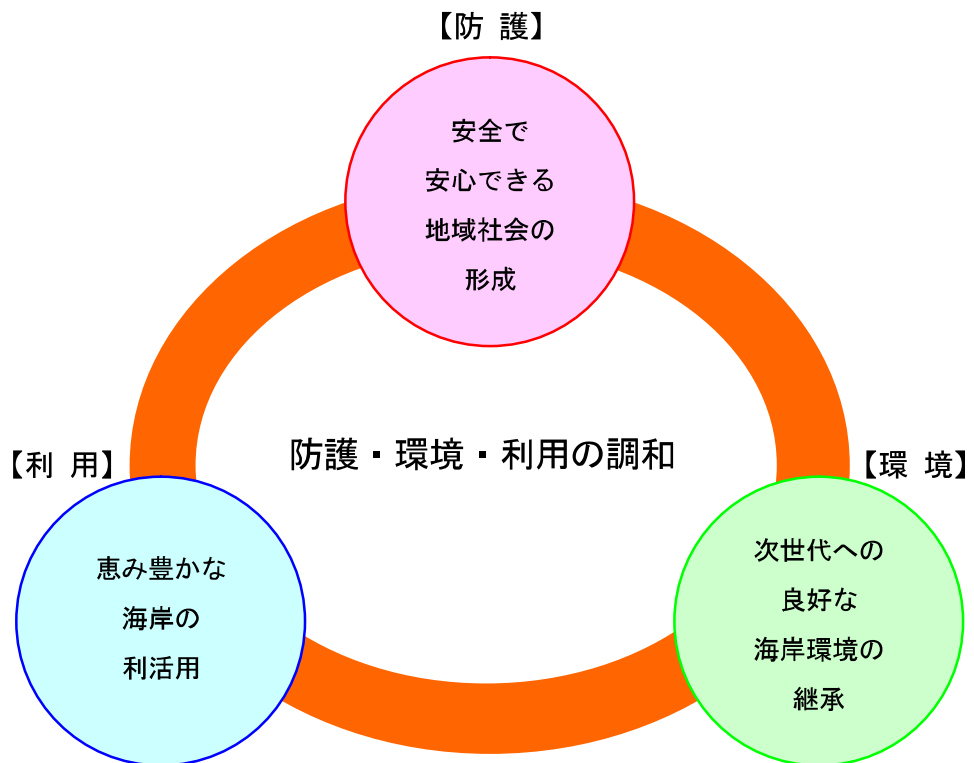 【防 護】
安全で
安心できる
地域社会の
形成
防護・環境・利用の調和
【利 用】
恵み豊かな
海岸の
利活用
【環 境】
次世代への
良好な
海岸環境の
継承